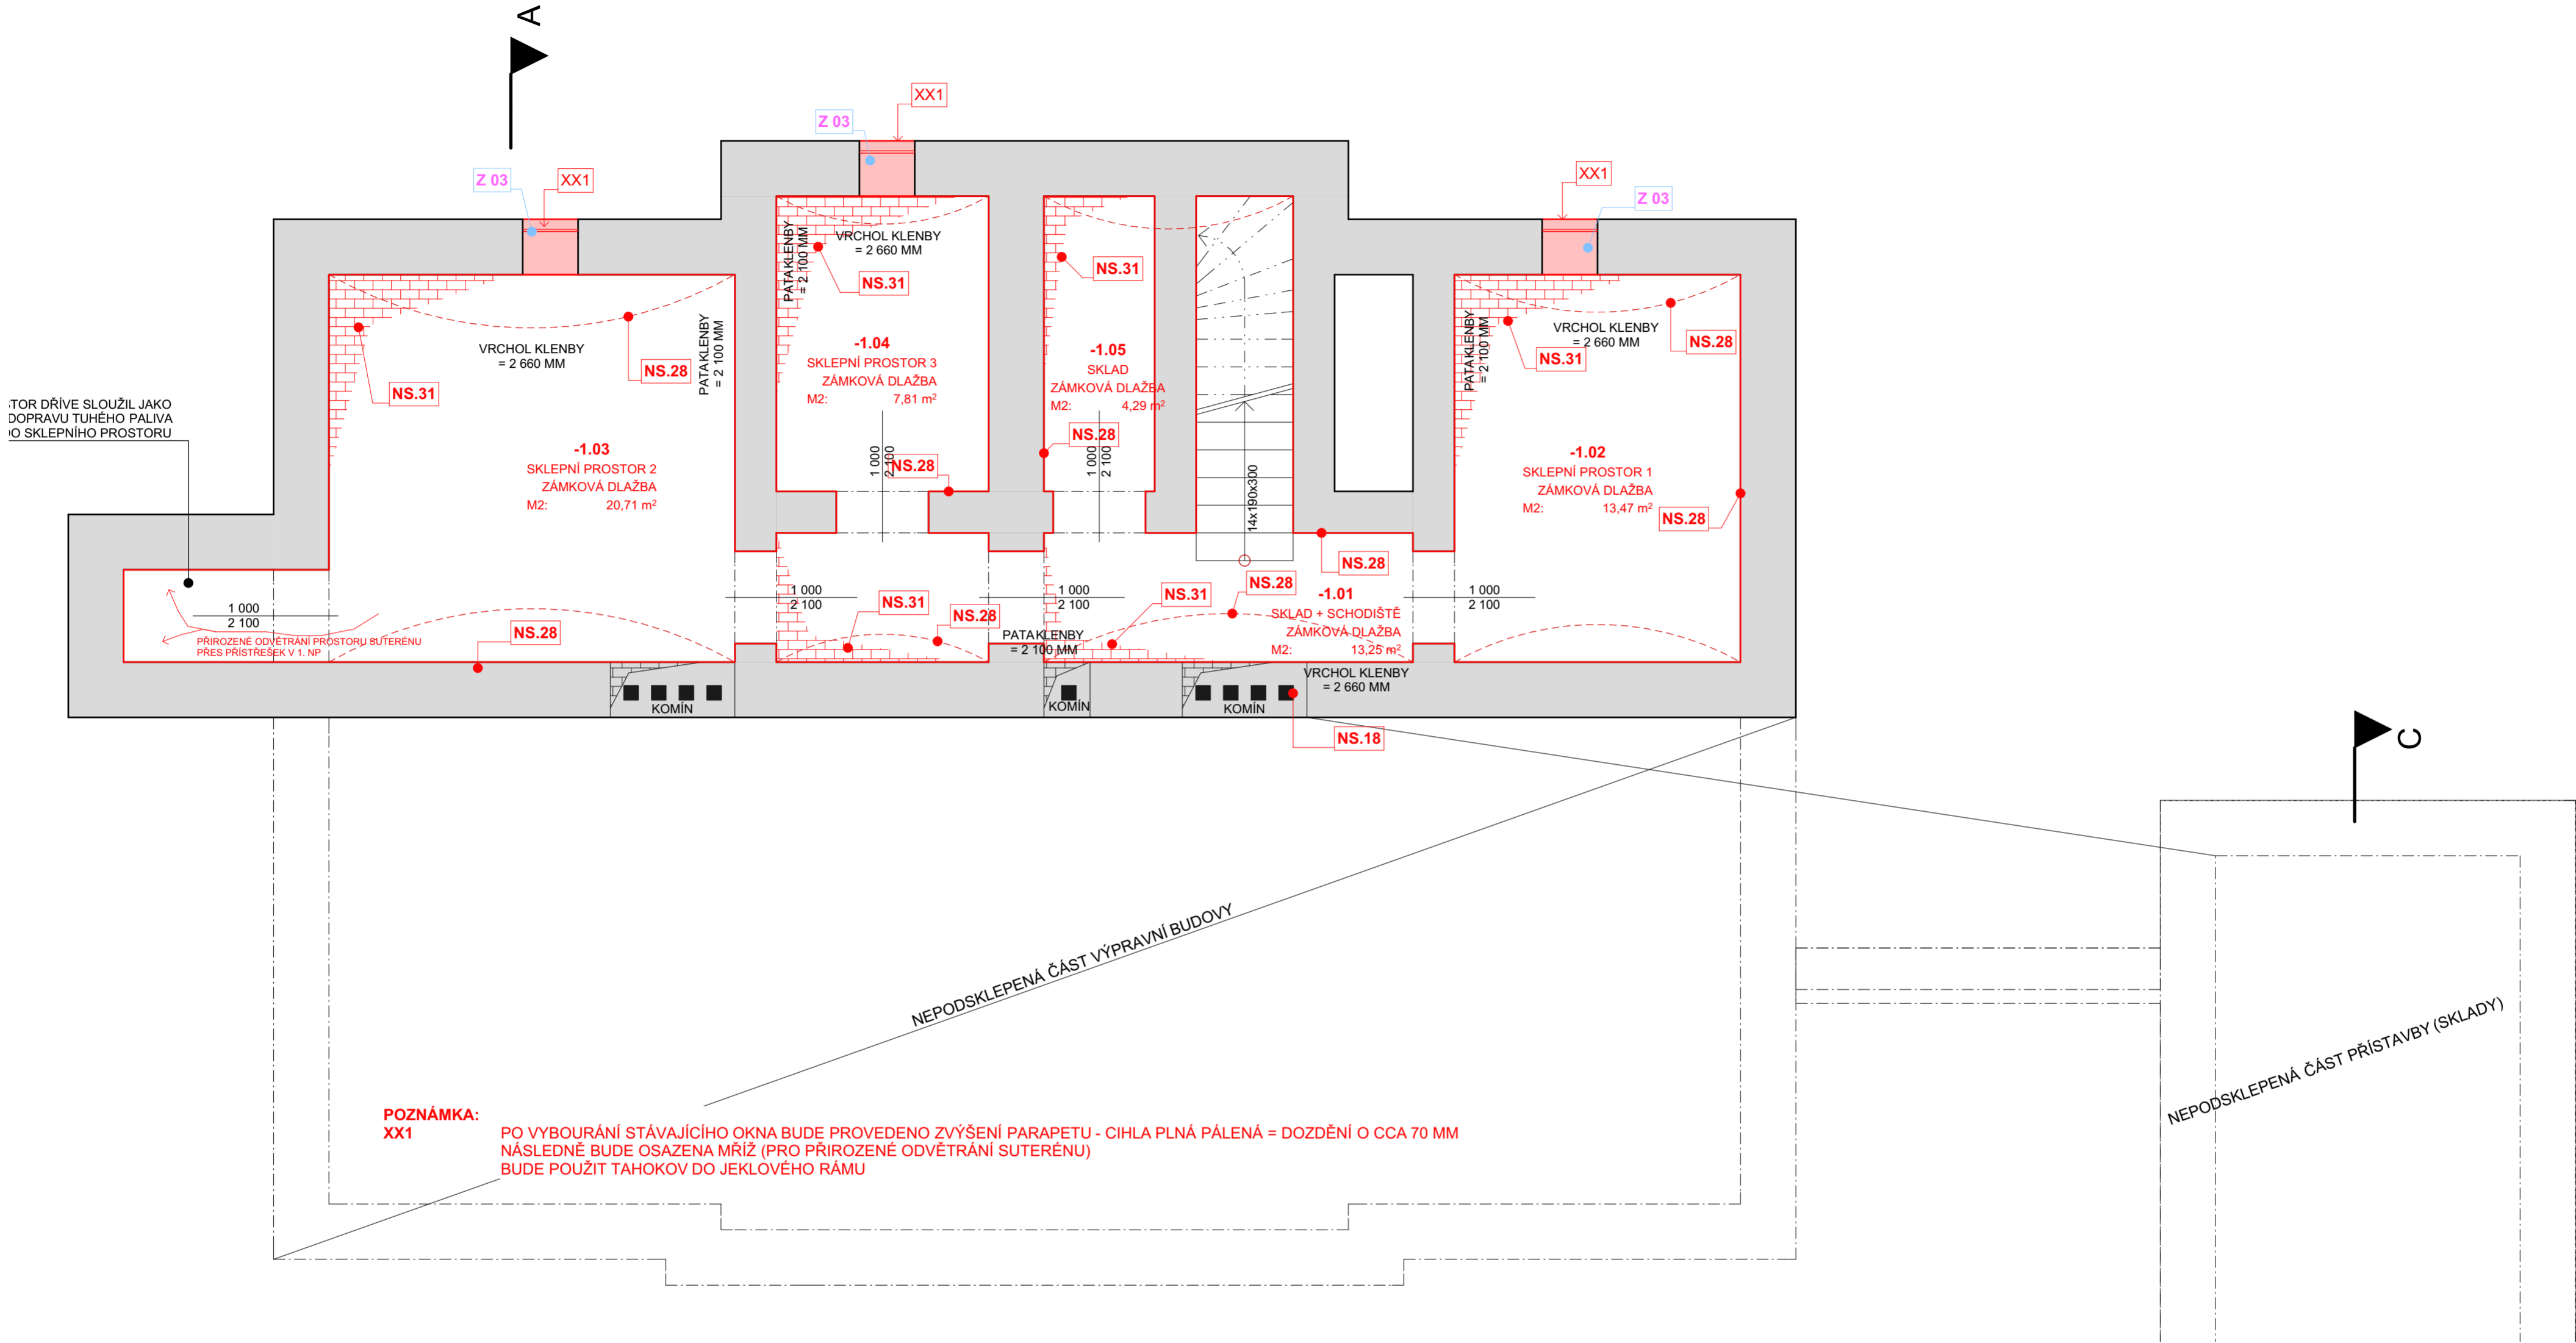 A
XX1
Z 03
Z 03
XX1
XX1
Z 03
PATA KLENBY
= 2 100 MM
VRCHOL KLENBY
= 2 660 MM
NS.31
NS.31
-1.04
SKLEPNÍ PROSTOR 3
ZÁMKOVÁ DLAŽBA
M2: 7,81 m²
-1.05
SKLAD
ZÁMKOVÁ DLAŽBA
M2: 4,29 m²
VRCHOL KLENBY
= 2 660 MM
PATA KLENBY
= 2 100 MM
NS.28
NS.31
PATA KLENBY
= 2 100 MM
VRCHOL KLENBY
= 2 660 MM
NS.28
NS.31
DŘÍVE SLOUŽIL JAKO
DOPRAVU TUHÉHO PALIVA
SKLEPNÍHO PROSTORU
-1.03
SKLEPNÍ PROSTOR 2
ZÁMKOVÁ DLAŽBA
M2: 20,71 m²
1 000
2 100
NS.28
NS.28
1 000
2 100
14x190x300
-1.02
SKLEPNÍ PROSTOR 1
ZÁMKOVÁ DLAŽBA
M2: 13,47 m²
NS.28
NS.28
1 000
2 100
PŘIROZENÉ ODVĚTRÁNÍ PROSTORU SUTERÉNU
PŘES PŘÍSTŘEŠEK V 1. NP
NS.28
1 000
2 100
NS.31
NS.28
1 000
2 100
PATA KLENBY
= 2 100 MM
NS.31
NS.28
-1.01
SKLAD + SCHODIŠTĚ
ZÁMKOVÁ DLAŽBA
M2: 13,25 m²
1 000
2 100
VRCHOL KLENBY
= 2 660 MM
KOMÍN
KOMÍN
KOMÍN
NS.18
C
NEPODSKLEPENÁ ČÁST VÝPRAVNÍ BUDOVY
NEPODSKLEPENÁ ČÁST PŘÍSTAVBY (SKLADY)
POZNÁMKA:
XX1 PO VYBOURÁNÍ STÁVAJÍCÍHO OKNA BUDE PROVEDENO ZVÝŠENÍ PARAPETU - CIHLA PLNÁ PÁLENÁ = DOZDĚNÍ O CCA 70 MM
NÁSLEDNĚ BUDE OSAZENA MŘÍŽ (PRO PŘIROZENÉ ODVĚTRÁNÍ SUTERÉNU)
BUDE POUŽIT TAHOKOV DO JEKLOVÉHO RÁMU